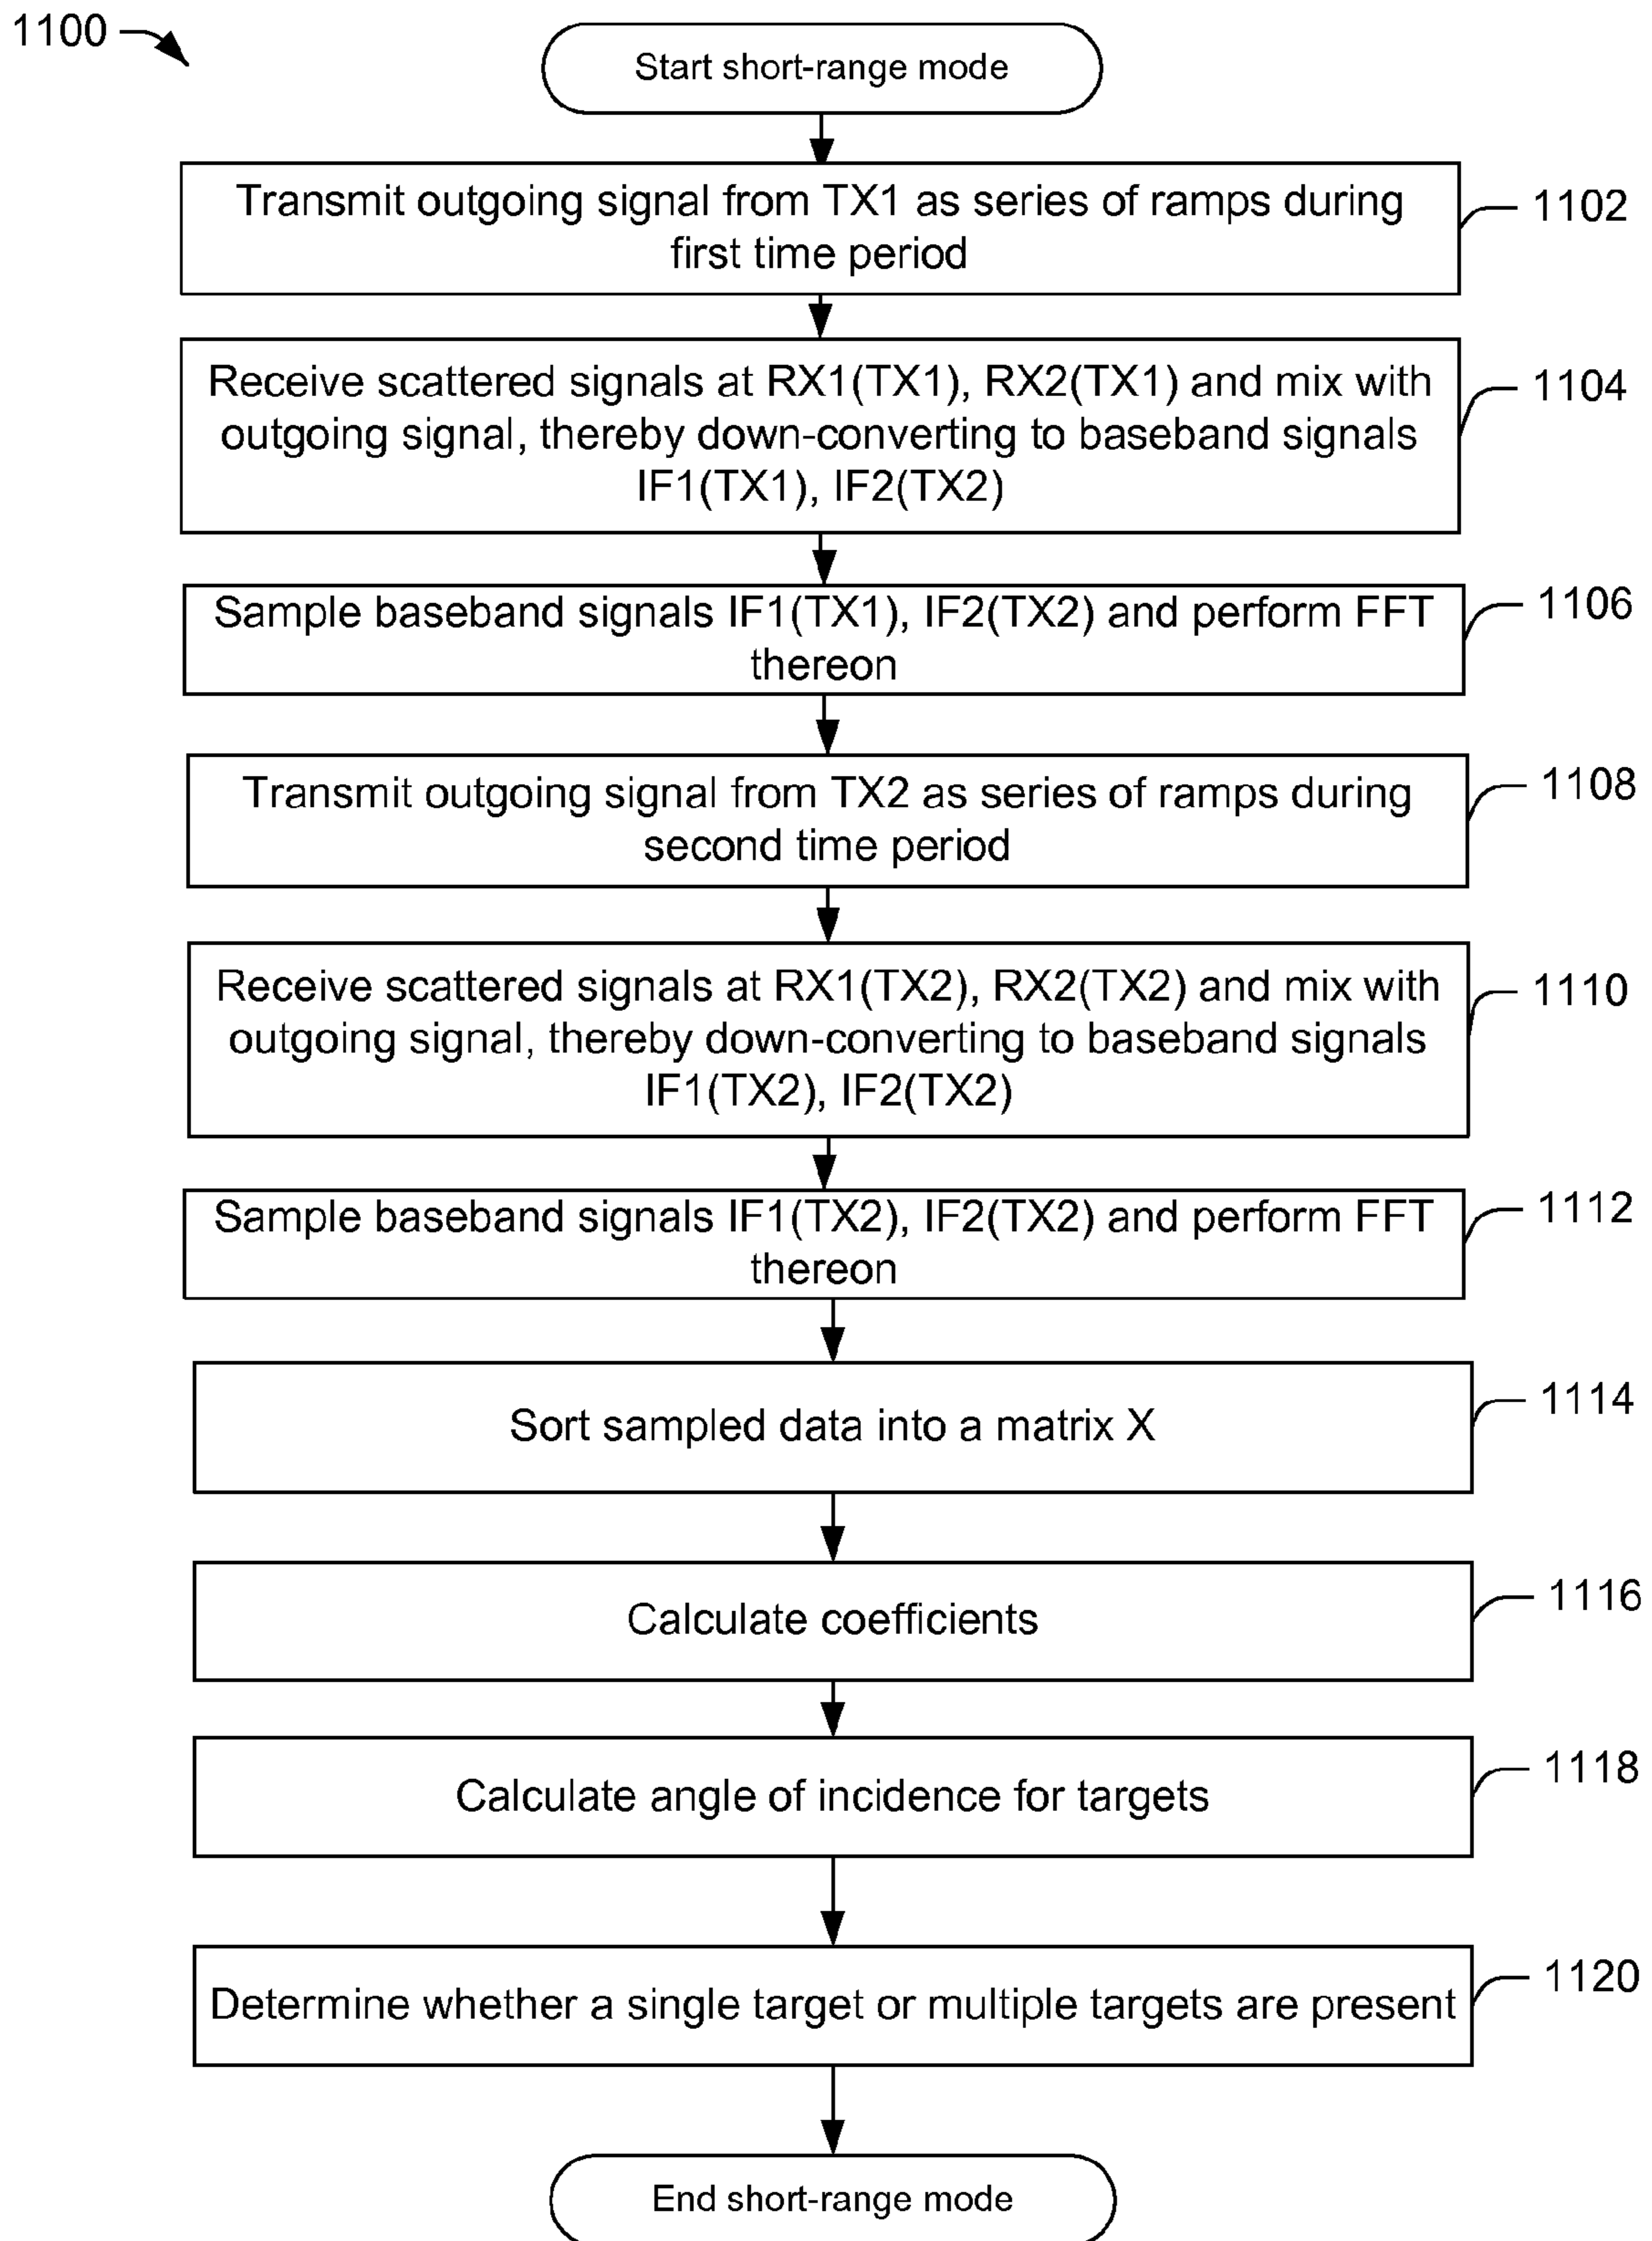 1100
Start short-range mode
Transmit outgoing signal from TX1 as series of ramps during
first time period
1102
Receive scattered signals at RX1(TX1), RX2(TX1) and mix with
outgoing signal, thereby down-converting to baseband signals
IF1(TX1), IF2(TX2)
1104
Sample baseband signals IF1(TX1), IF2(TX2) and perform FFT
thereon
1106
Transmit outgoing signal from TX2 as series of ramps during
second time period
1108
Receive scattered signals at RX1(TX2), RX2(TX2) and mix with
outgoing signal, thereby down-converting to baseband signals
IF1(TX2), IF2(TX2)
1110
Sample baseband signals IF1(TX2), IF2(TX2) and perform FFT
thereon
1112
Sort sampled data into a matrix X
1114
Calculate coefficients
1116
Calculate angle of incidence for targets
1118
Determine whether a single target or multiple targets are present
1120
End short-range mode